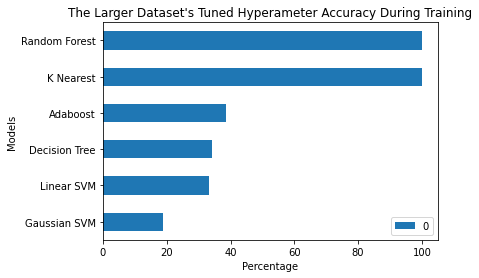 The Larger Dataset's Tuned Hyperameter Accuracy During Training
Random Forest
K Nearest
Adaboost
Decision Tree
Linear SVM
Gaussian SVM
Models
0
0 20 40 60 80 100
Percentage